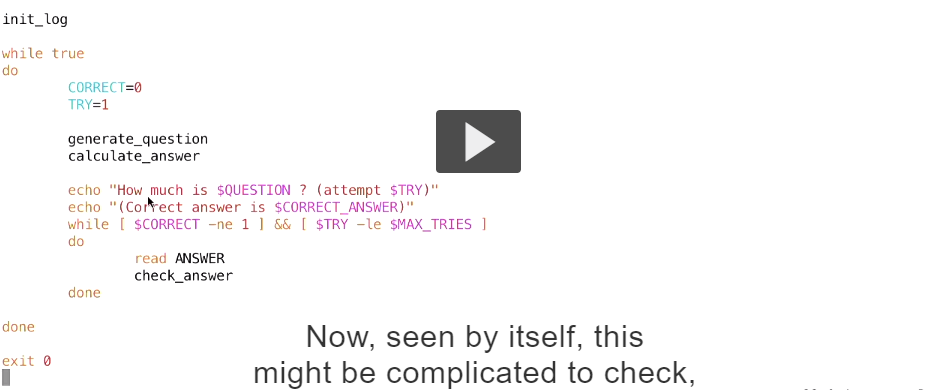 init_log
while true
do
CORRECT=0
TRY=1
generate_question
calculate_answer
echo "How much is $QUESTION ? (attempt $TRY)"
echo "(Correct answer is $CORRECT_ANSWER)"
while [ $CORRECT -ne 1 ] && [ $TRY -le $MAX_TRIES ]
do
read ANSWER
check_answer
done
done
exit 0
Now, seen by itself, this
might be complicated to check,